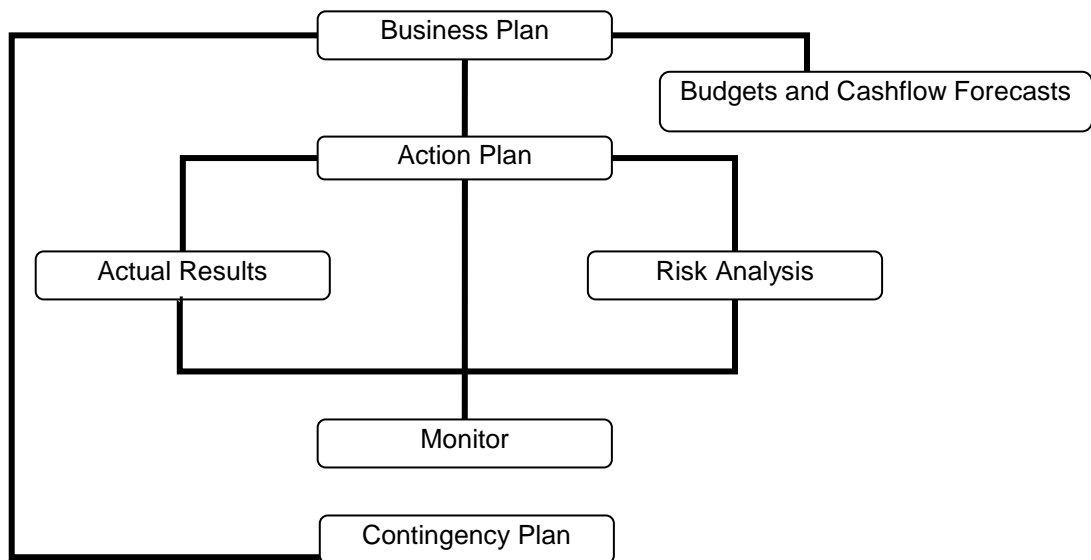 Business Plan
Budgets and Cashflow Forecasts
Action Plan
Actual Results
Risk Analysis
Monitor
Contingency Plan